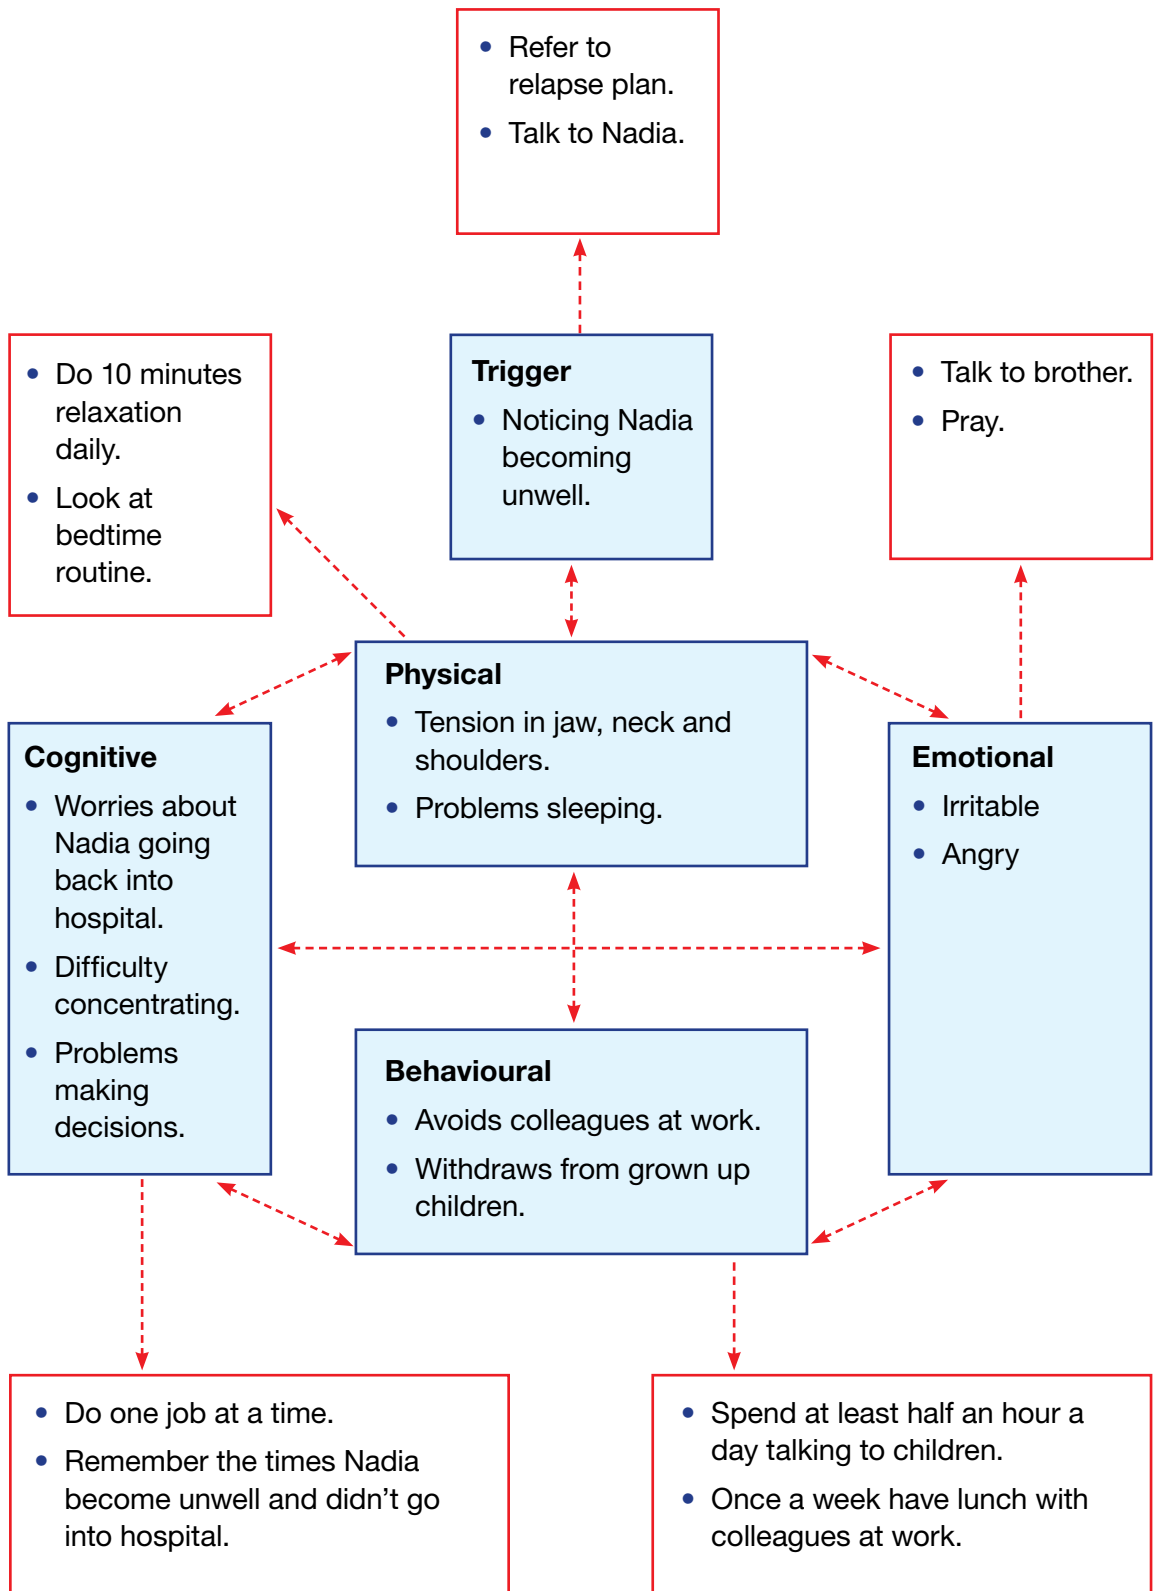 • Refer to
relapse plan.
• Talk to Nadia.
• Do 10 minutes
relaxation
daily.
• Look at
bedtime
routine.
Trigger
• Noticing Nadia
becoming
unwell.
• Talk to brother.
• Pray.
Physical
• Tension in jaw, neck and
shoulders.
• Problems sleeping.
Cognitive
• Worries about
Nadia going
back into
hospital.
• Difficulty
concentrating.
• Problems
making
decisions.
Emotional
• Irritable
• Angry
Behavioural
• Avoids colleagues at work.
• Withdraws from grown up
children.
• Do one job at a time.
• Remember the times Nadia
become unwell and didn’t go
into hospital.
• Spend at least half an hour a
day talking to children.
• Once a week have lunch with
colleagues at work.